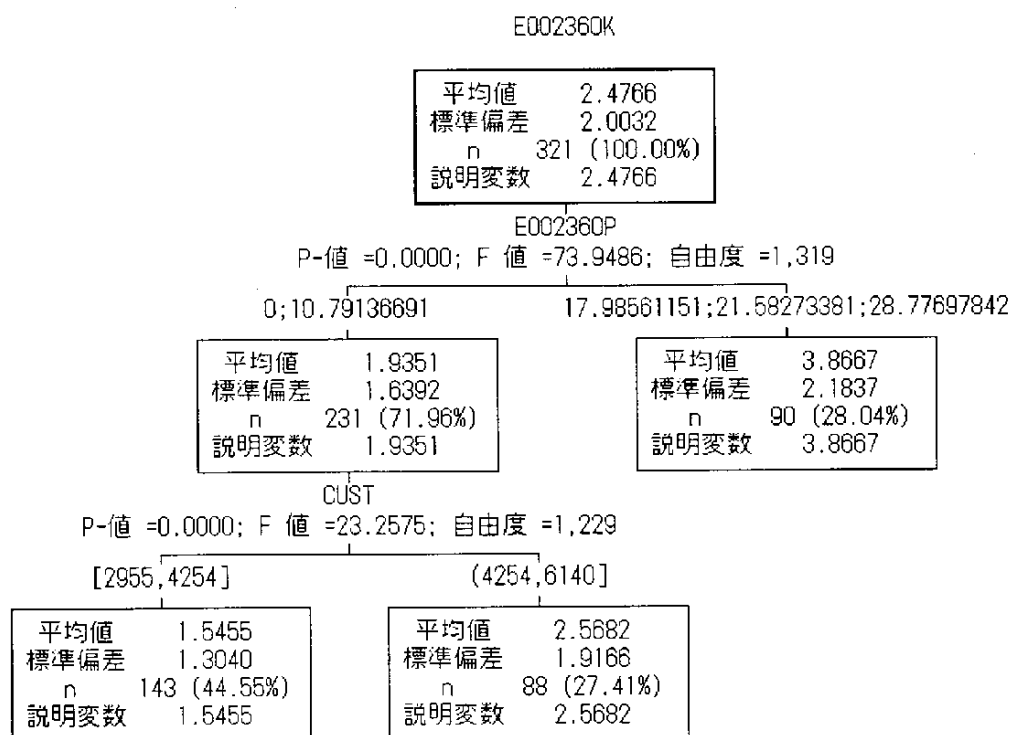 E002360K
平均値 2.4766
標準偏差 2.0032
n 321 (100.00%)
説明変数 2.4766
E002360P
P-値 =0.0000; F 値 =73.9486; 自由度 =1,319
0;10.79136691 17.98561151;21.58273381;28.77697842
平均値 1.9351
標準偏差 1.6392
n 231 (71.96%)
説明変数 1.9351
平均値 3.8667
標準偏差 2.1837
n 90 (28.04%)
説明変数 3.8667
CUST
P-値 =0.0000; F 値 =23.2575; 自由度 =1,229
[2955,4254] (4254,6140]
平均値 1.5455
標準偏差 1.3040
n 143 (44.55%)
説明変数 1.5455
平均値 2.5682
標準偏差 1.9166
n 88 (27.41%)
説明変数 2.5682